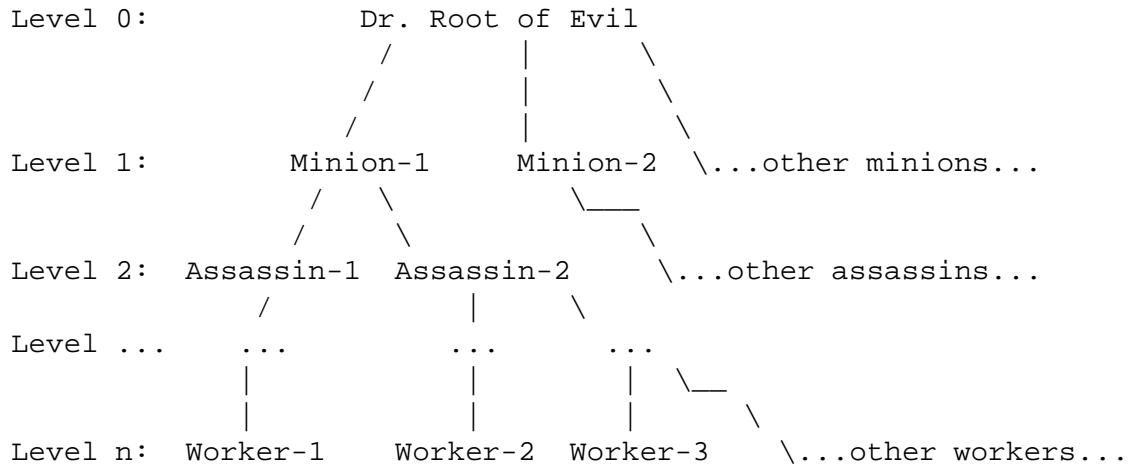 Level 0: Dr. Root of Evil
Level 1: Minion-1 Minion-2 \...other minions...
Level 2: Assassin-1 Assassin-2 \...other assassins...
Level ... ... ... ...
Level n: Worker-1 Worker-2 Worker-3 \...other workers...